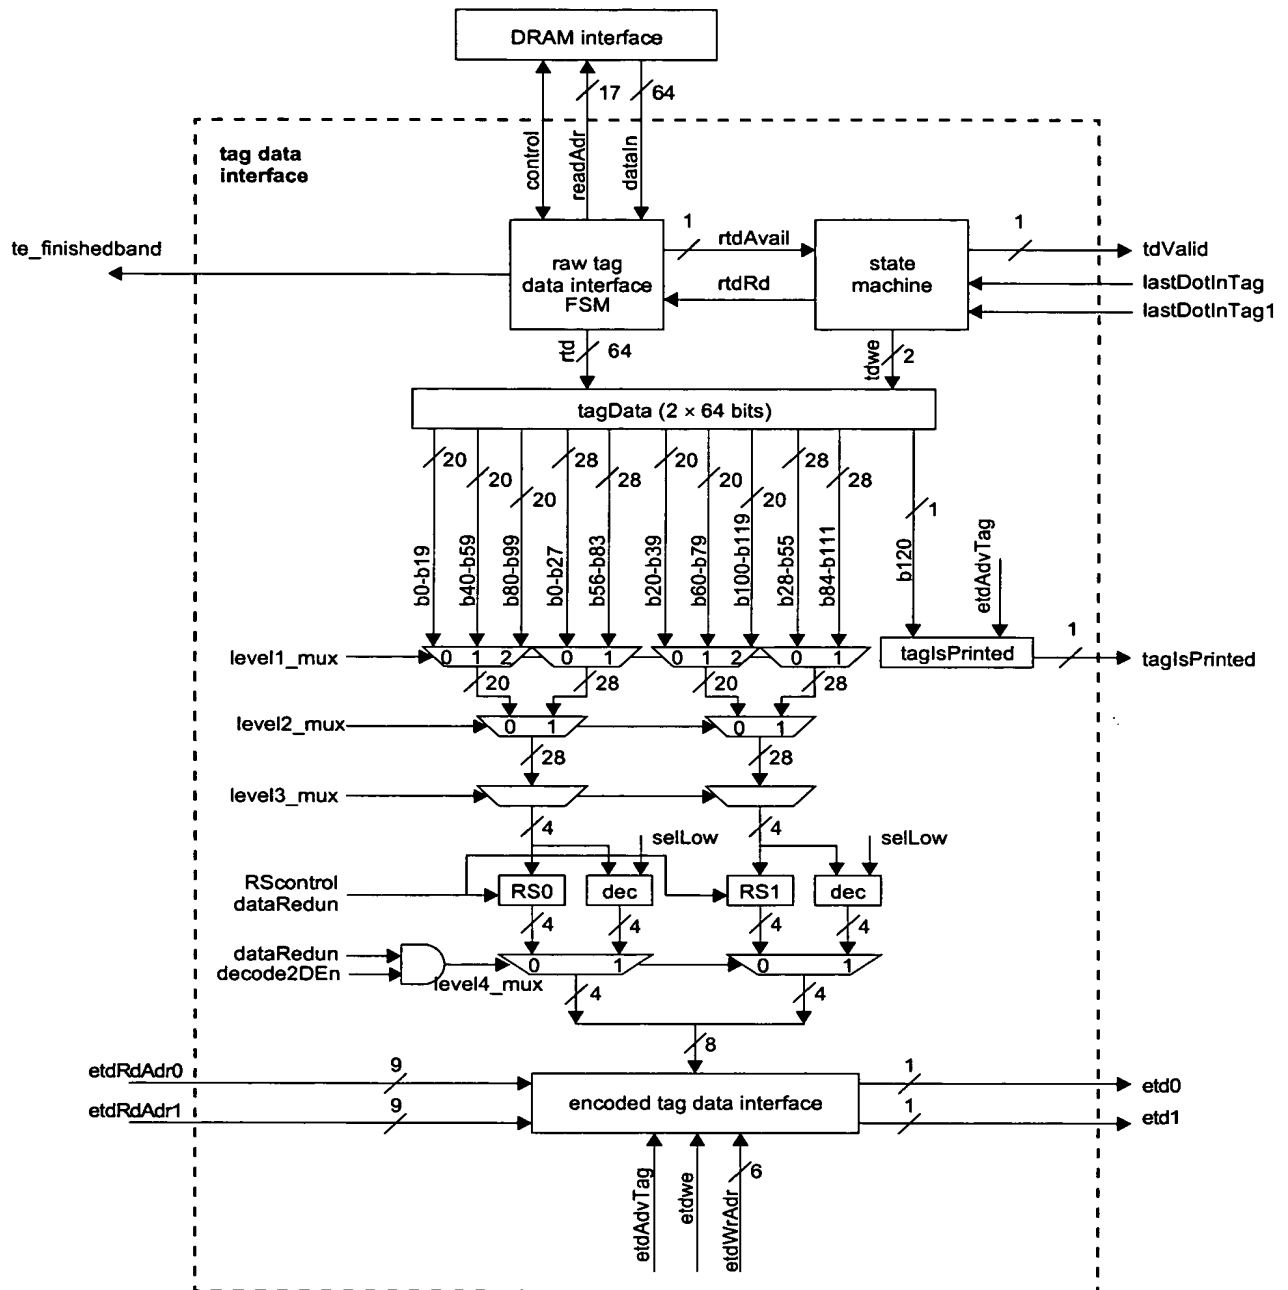 DRAM interface
17
64
tag data
interface
control
readAdr
dataIn
te_finishedband
raw tag
data interface
FSM
1
rtdAvail
rtdRd
state
machine
1
tdValid
lastDotInTag
lastDotInTag1
rtd
64
tdwe
2
tagData (2 × 64 bits)
20
20
20
28
28
20
20
20
28
28
1
b0-b19
b40-b59
b80-b99
b0-b27
b56-b83
b20-b39
b60-b79
b100-b119
b28-b55
b84-b111
b120
etdAdvTag
level1_mux
0 1 2
0 1
0 1 2
0 1
tagIsPrinted
1
tagIsPrinted
20
28
20
28
level2_mux
0 1
0 1
28
28
level3_mux
4
4
selLow
selLow
RScontrol
dataRedun
RS0
dec
RS1
dec
4
4
4
4
dataRedun
decode2DEn
level4_mux
0 1
0 1
4
4
8
etdRdAdr0
9
etdRdAdr1
9
encoded tag data interface
1
etd0
1
etd1
etdAdvTag
etdwe
etdWrAdr
6